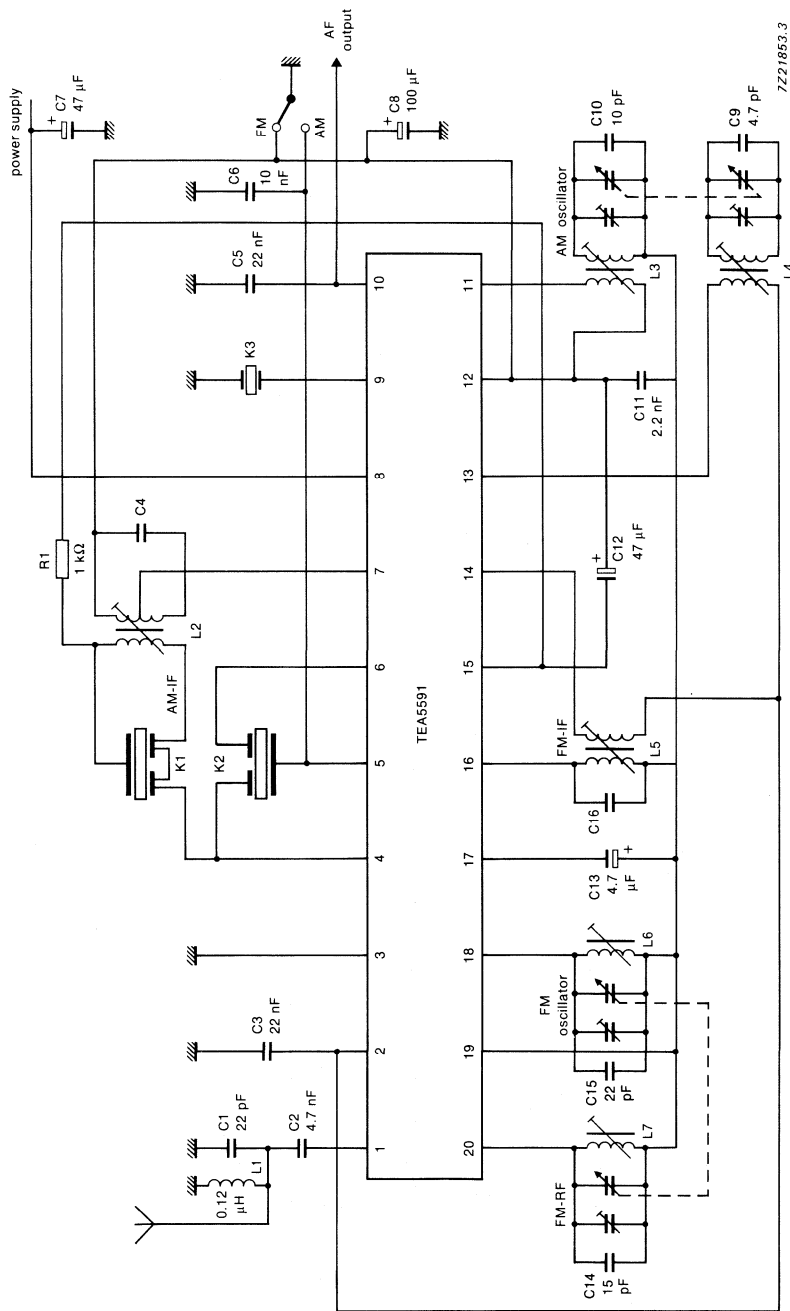 power supply
C7
47 µF
+
AF
output
FM
AM
C8
100 µF
+
C6
10
nF
C5
22 nF
K3
R1
1 kΩ
C4
L2
AM-IF
K1
K2
C3
22 nF
C1
22 pF
C2
4.7 nF
L1
0.12
µH
1
2
3
4
5
6
7
8
9
10
TEA5591
20
19
18
17
16
15
14
13
12
11
FM-RF
C14
15
pF
L7
FM
oscillator
C15
22
pF
L6
C13
4.7
µF
+
FM-IF
C16
L5
C12
47 µF
+
C11
2.2 nF
AM oscillator
L3
C10
10 pF
L4
C9
4.7 pF
7Z21853.3